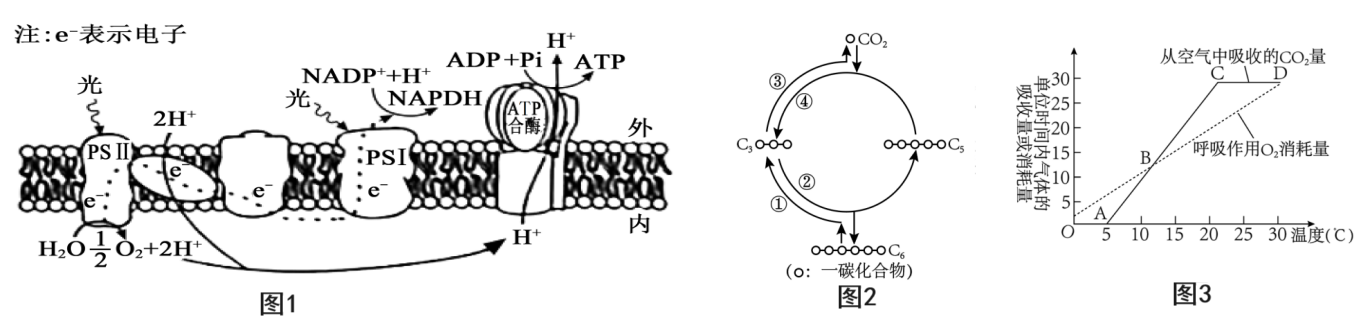 注:e⁻表示电子
光
2H⁺
PSⅡ
e⁻
e⁻
e⁻
光
NADP⁺+H⁺
NAPDH
PSⅠ
e⁻
ADP+Pi
H⁺
ATP
ATP
合酶
外
内
H₂O
1/2 O₂+2H⁺
H⁺
图1
CO₂
③
④
C₃
C₅
②
①
C₆
(o: 一碳化合物)
图2
单位时间内气体的
吸收量或消耗量
从空气中吸收的CO₂量
呼吸作用O₂消耗量
30
25
20
15
10
5
A
B
C
D
O
5
10
15
20
25
30
温度(℃)
图3